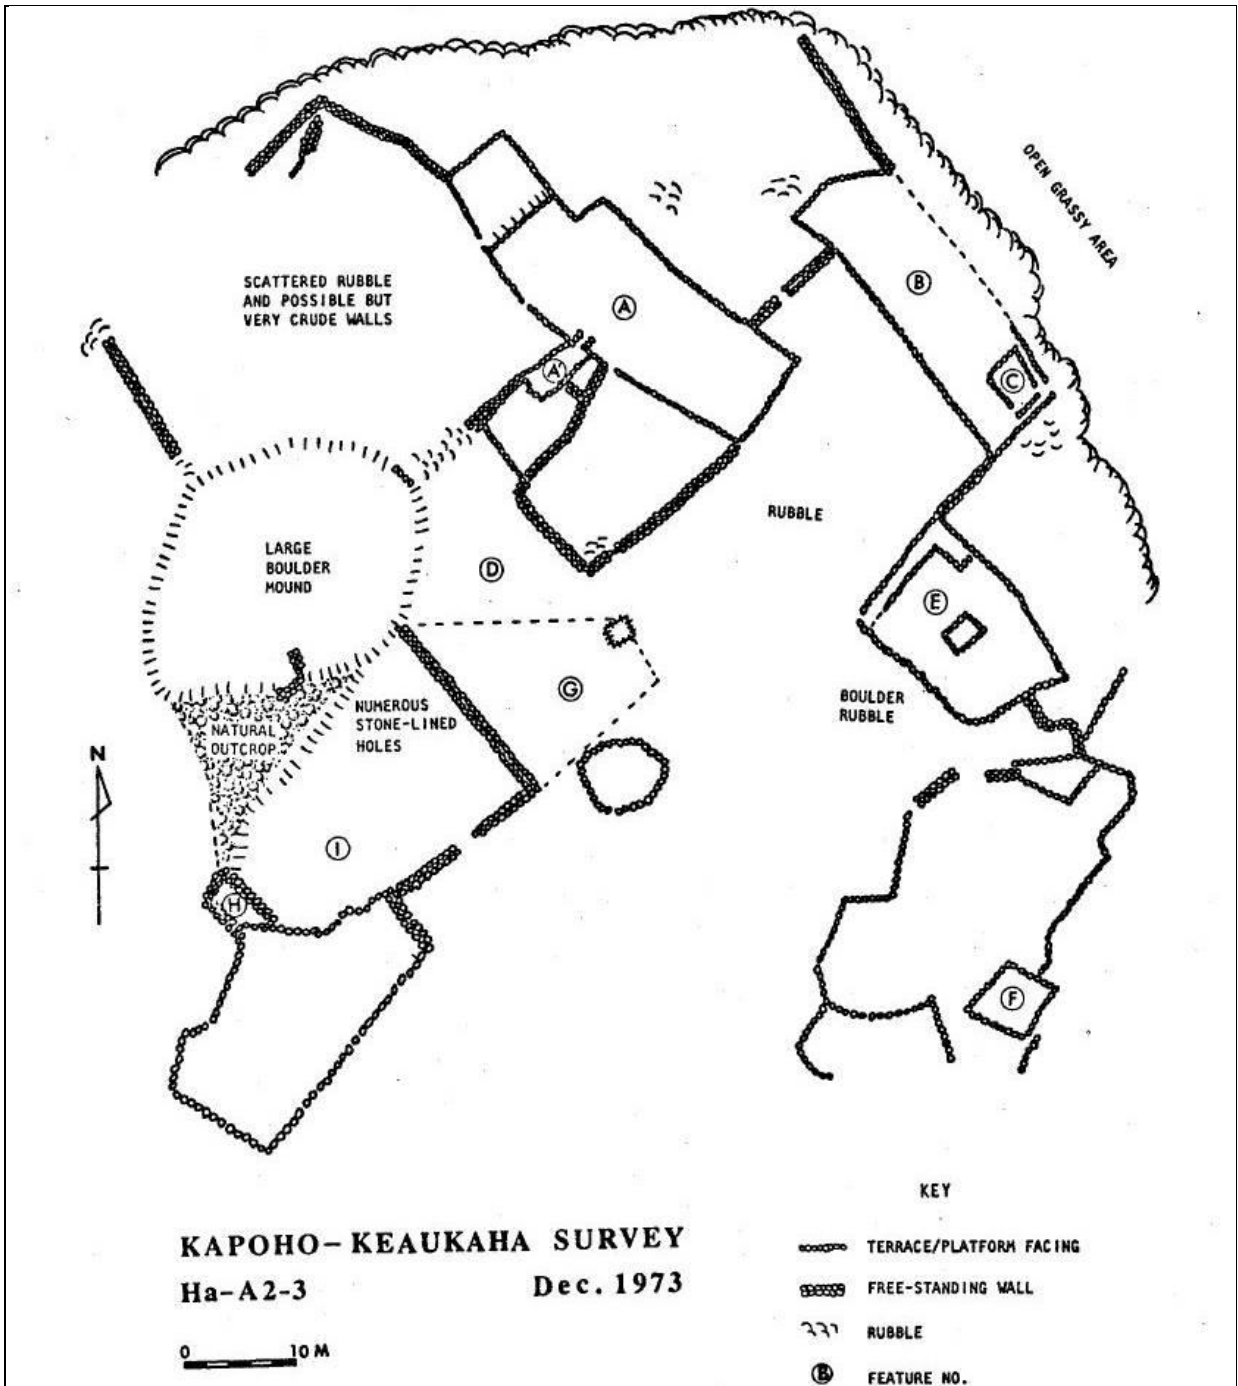 OPEN GRASSY AREA
SCATTERED RUBBLE
AND POSSIBLE BUT
VERY CRUDE WALLS
B
A
A'
C
RUBBLE
LARGE
BOULDER
MOUND
D
E
G
NUMEROUS
STONE-LINED
HOLES
BOULDER
RUBBLE
NATURAL
OUTCROP
N
I
H
F
KEY
KAPOHO-KEAUKAHA SURVEY
Ha-A2-3 Dec. 1973
0 10 M
TERRACE/PLATFORM FACING
FREE-STANDING WALL
RUBBLE
B FEATURE NO.